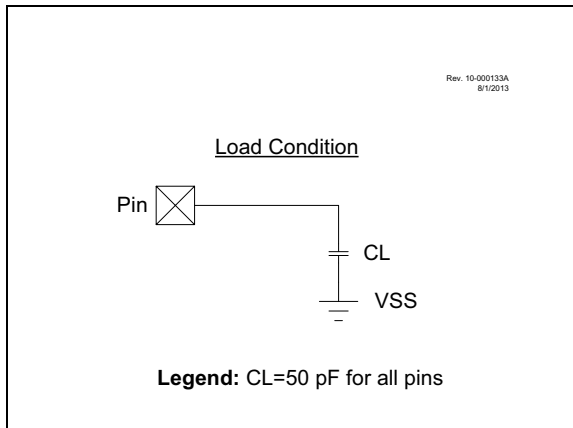 Rev. 10-000133A
8/1/2013
Load Condition
Pin
CL
VSS
Legend: CL=50 pF for all pins